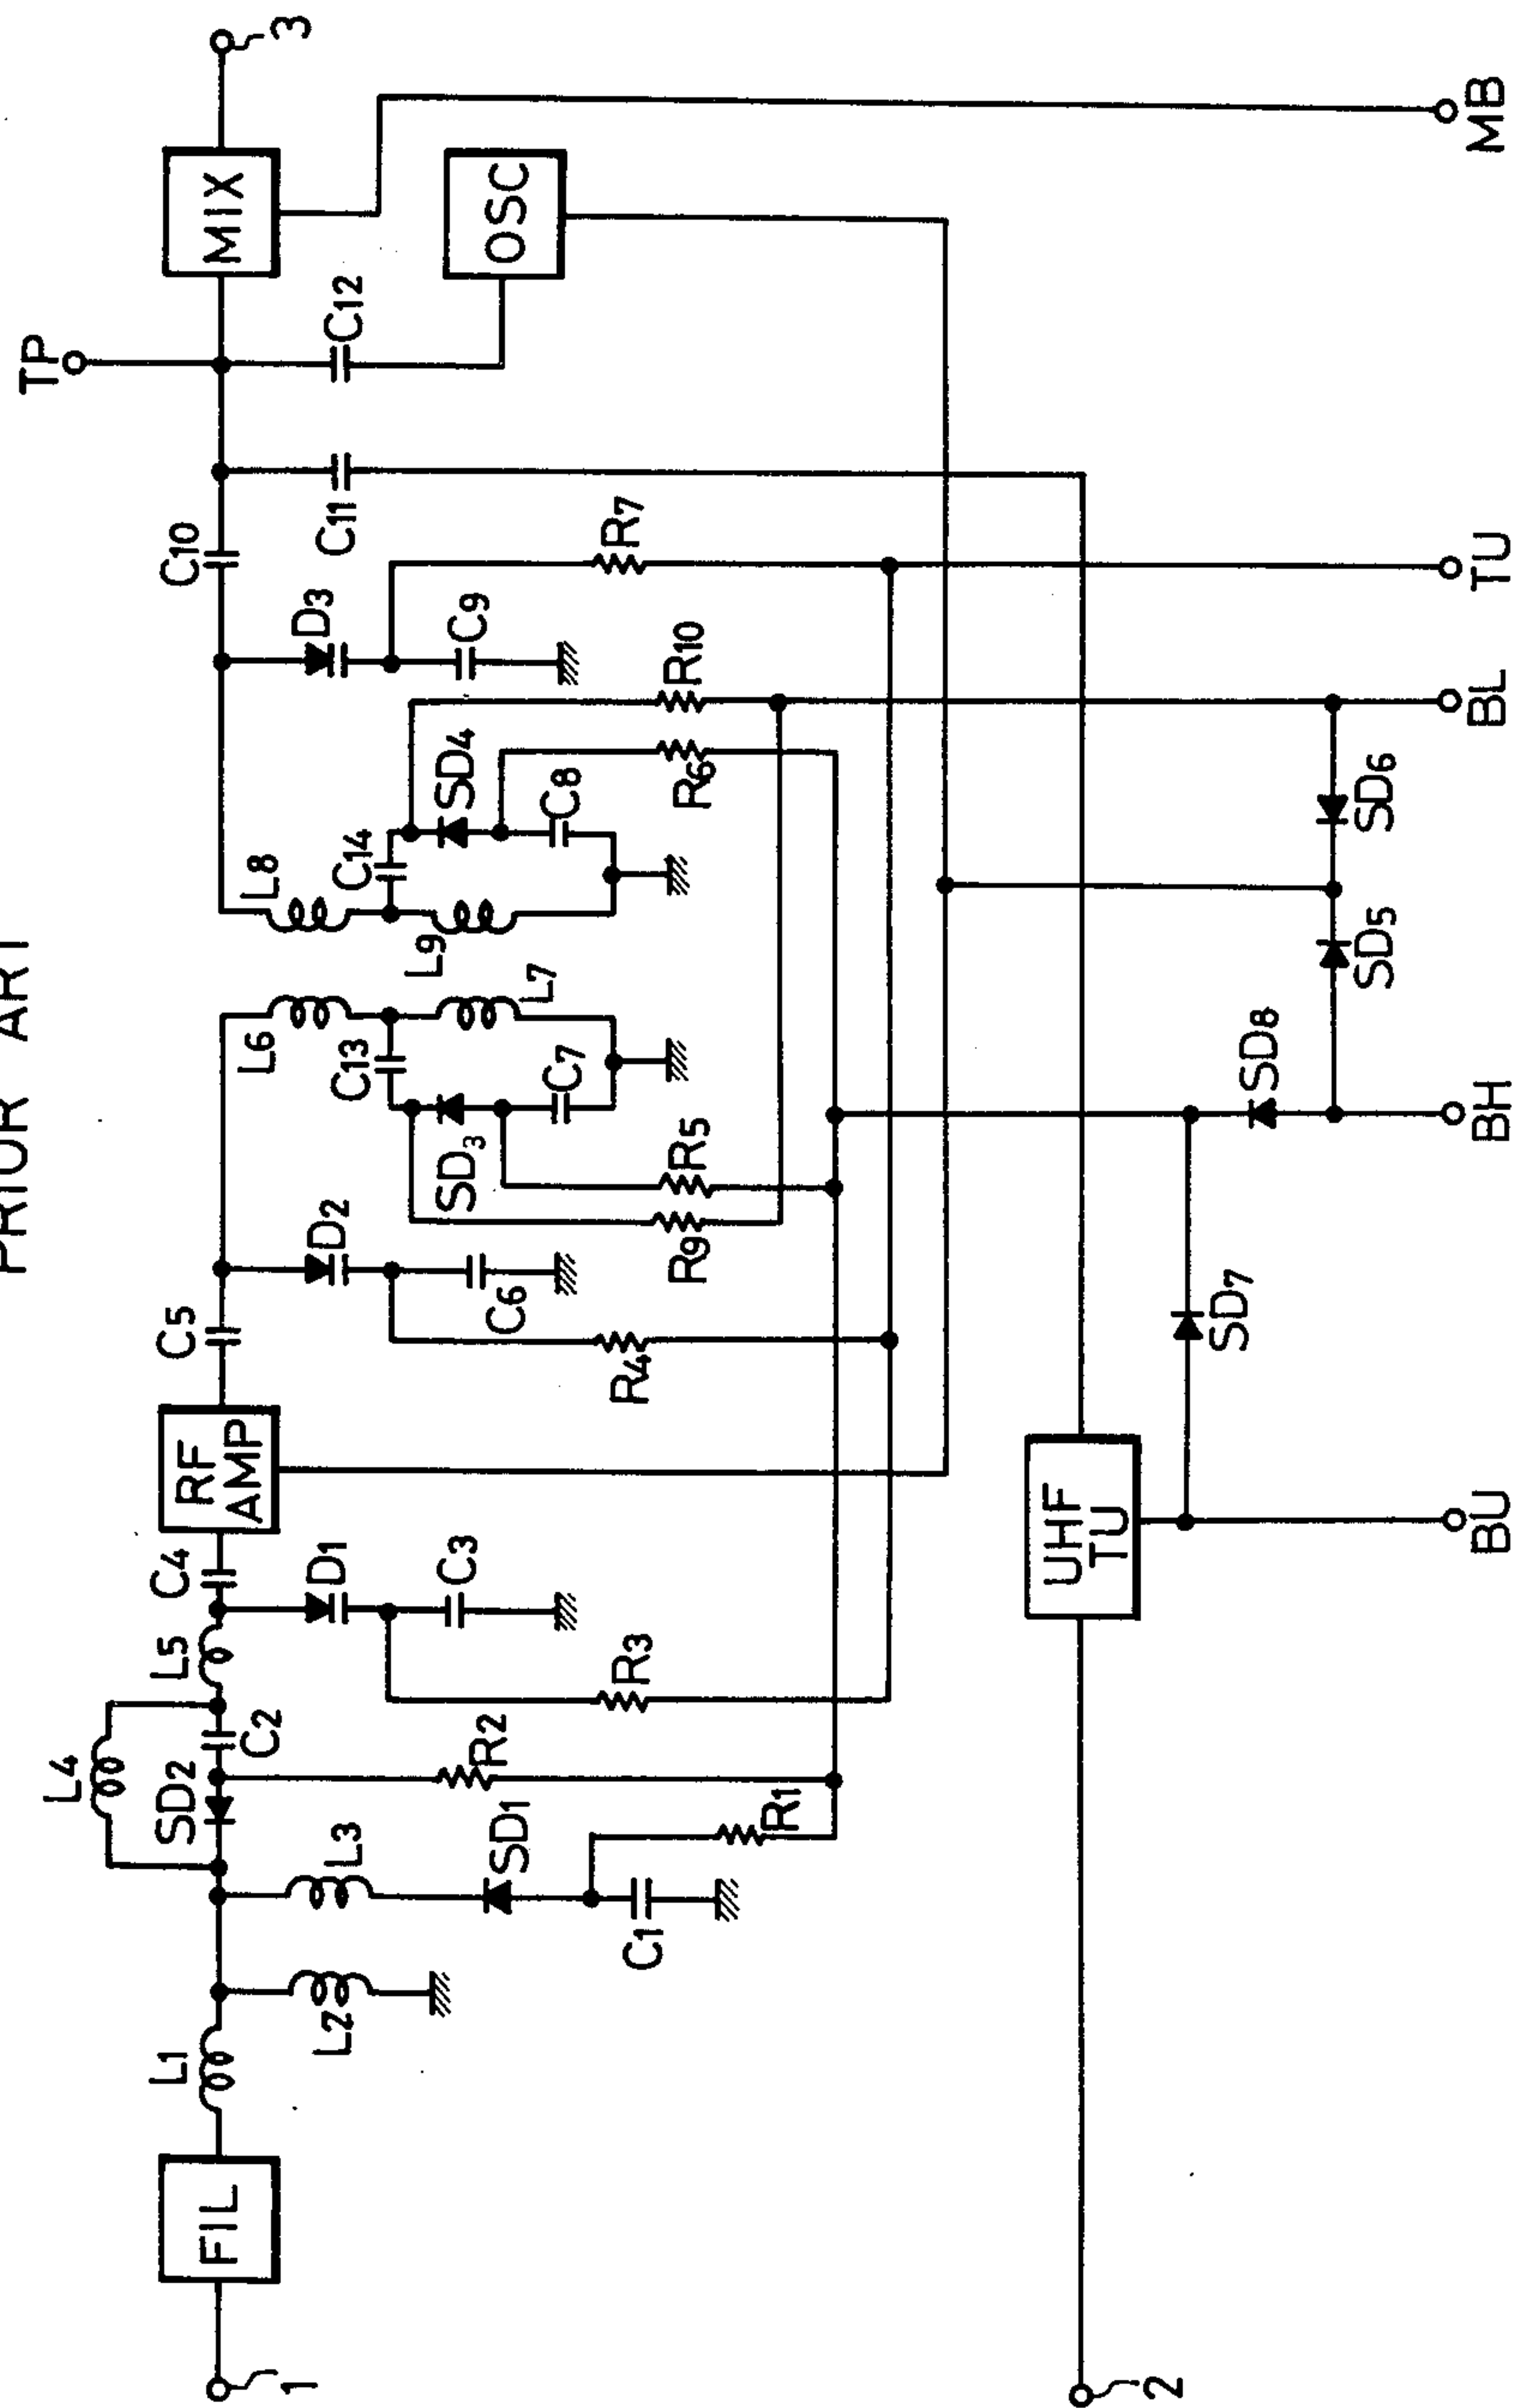 PRIOR ART
TP
3
MIX
OSC
C12
C10
C11
D3
C9
R7
R10
R6
SD4
C8
C14
L8
L9
L6
L7
C13
SD3
C7
R5
R9
D2
C6
R4
C5
RF
AMP
C4
D1
C3
R3
L5
L4
C2
SD2
R2
L3
SD1
R1
C1
L2
L1
FIL
1
2
UHF
TU
SD7
SD8
SD5
SD6
BU
BH
BL
TU
MB